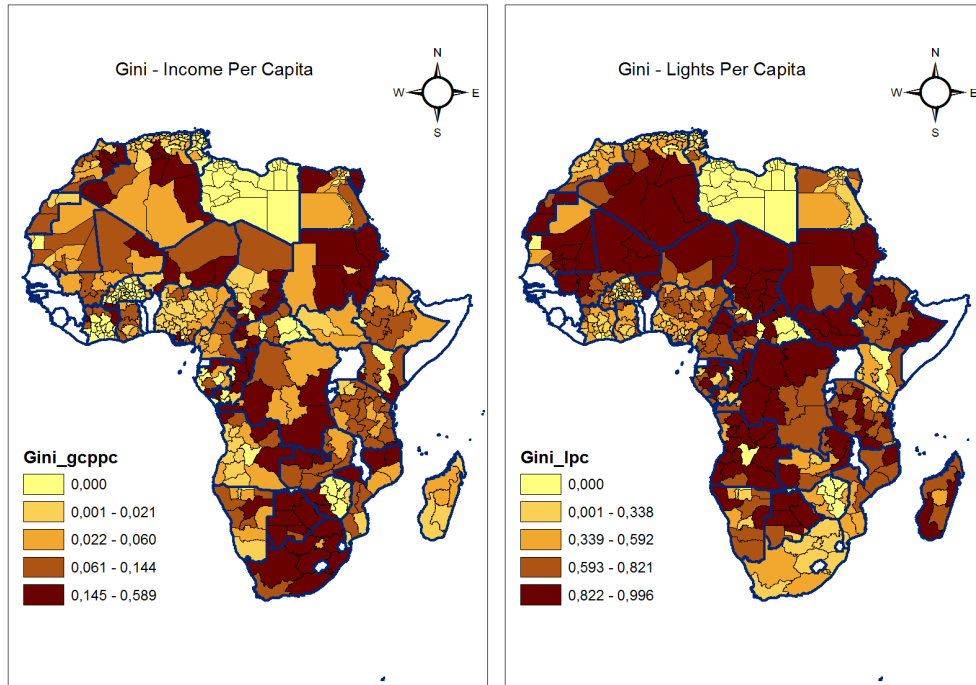 Gini - Income Per Capita
N
W E
S
Gini_gcppc
0,000
0,001 - 0,021
0,022 - 0,060
0,061 - 0,144
0,145 - 0,589
Gini - Lights Per Capita
N
W E
S
Gini_lpc
0,000
0,001 - 0,338
0,339 - 0,592
0,593 - 0,821
0,822 - 0,996